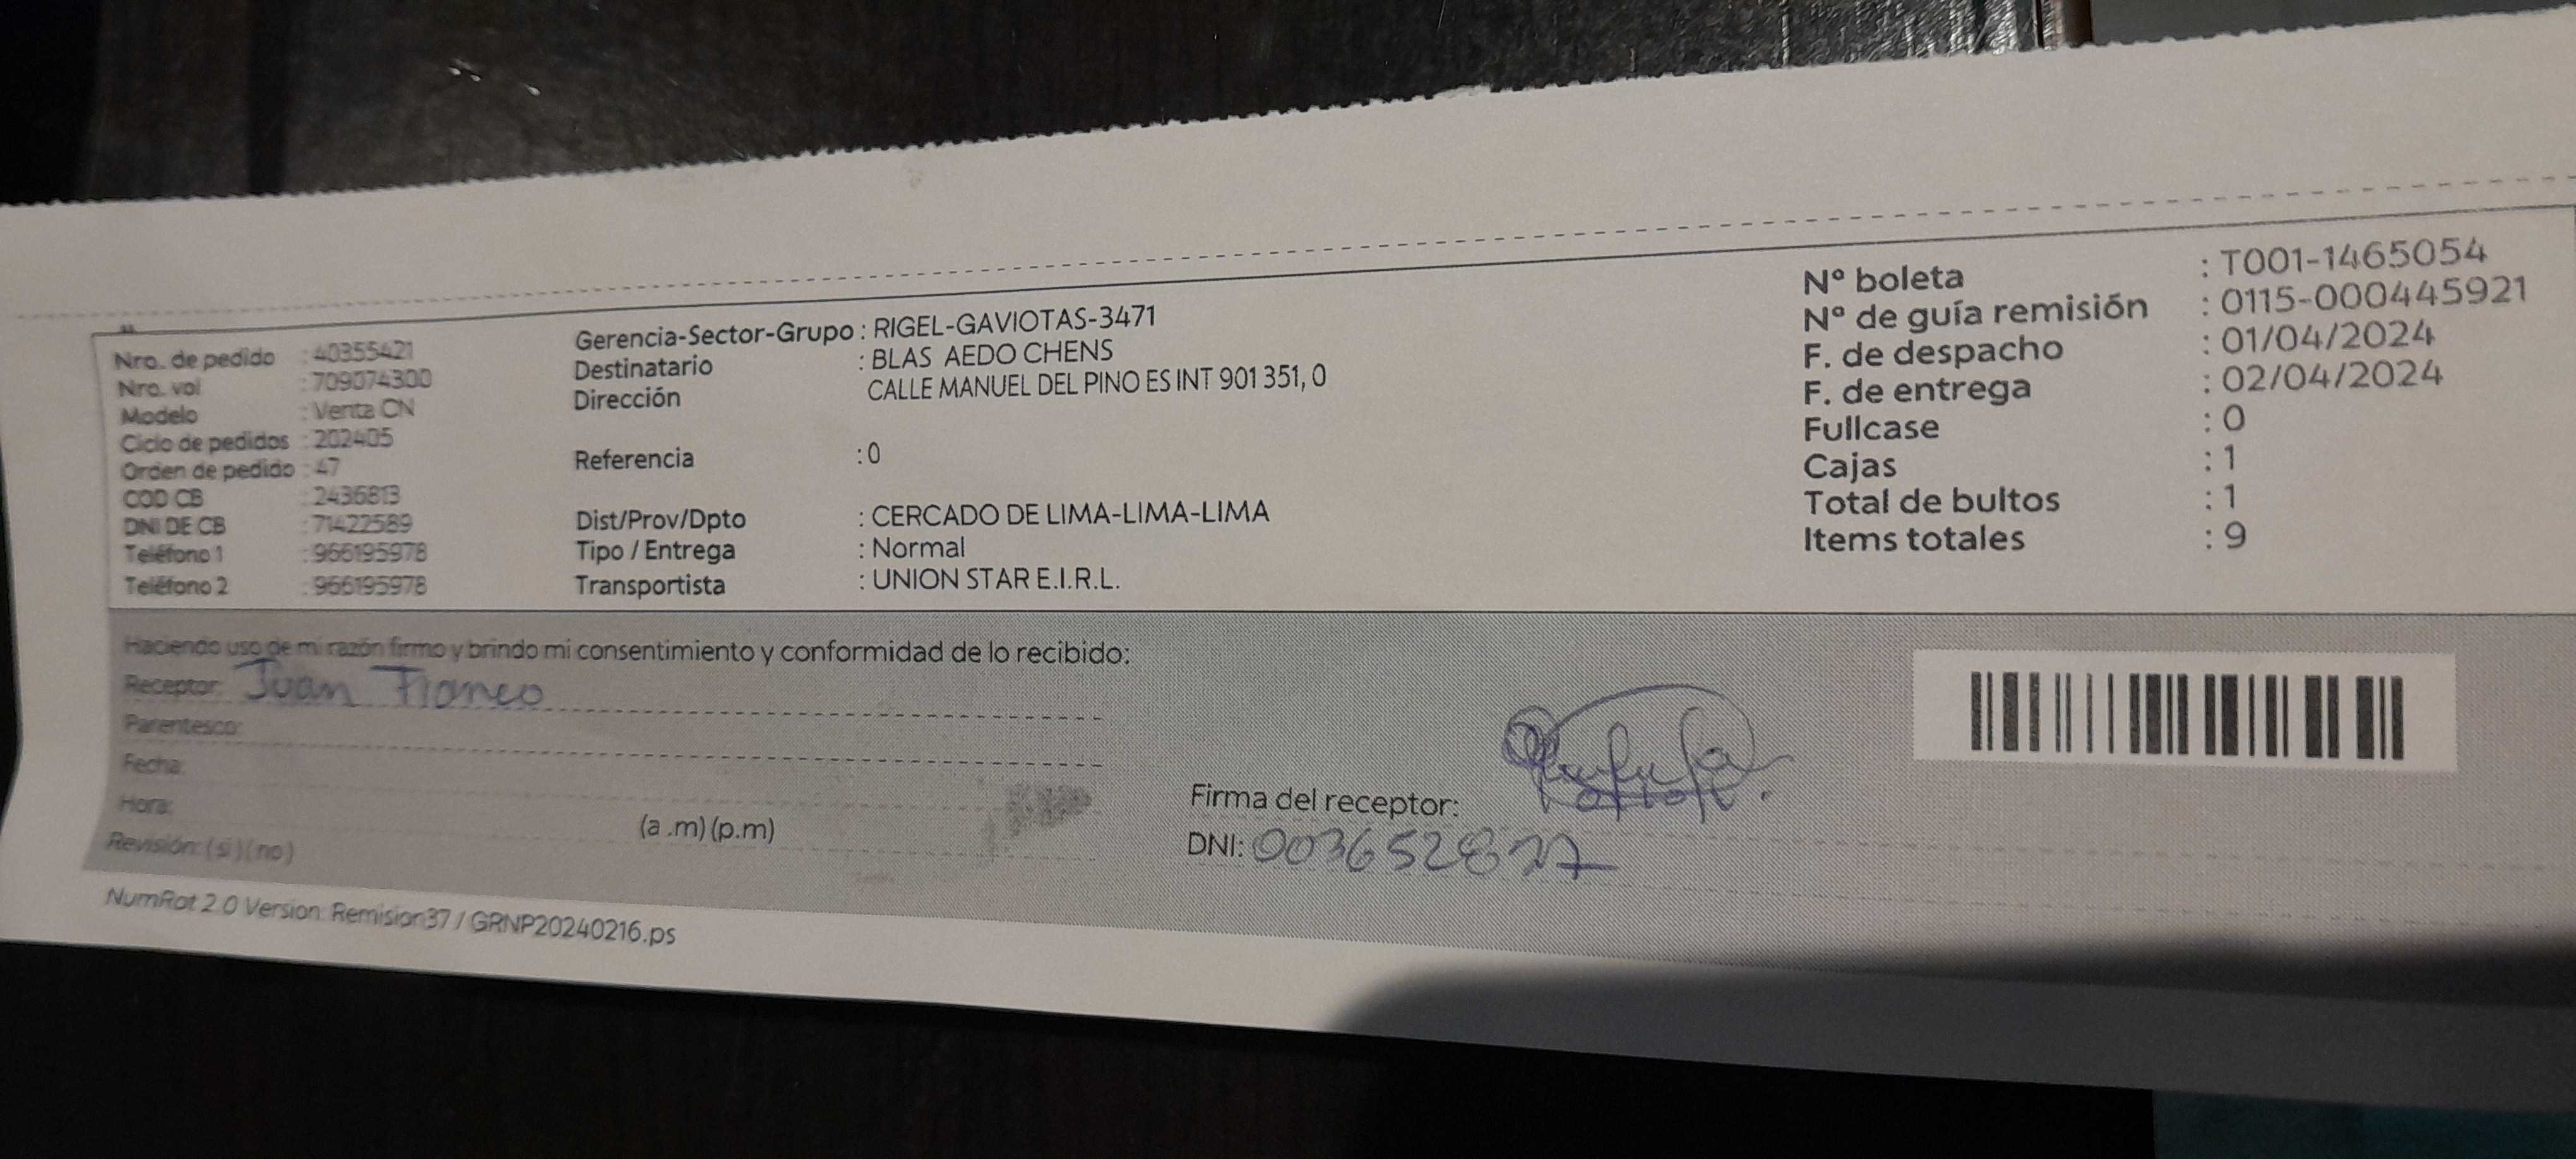 Nro. de pedido : 40355421
Nro. vol : 709074300
Modelo : Venta CN
Ciclo de pedidos : 202405
Orden de pedido : 47
COD CB : 2436813
DNI DE CB : 71422589
Teléfono 1 : 966195978
Teléfono 2 : 966195978
Gerencia-Sector-Grupo : RIGEL-GAVIOTAS-3471
Destinatario : BLAS AEDO CHENS
Dirección CALLE MANUEL DEL PINO ES INT 901 351, 0
Referencia : 0
Dist/Prov/Dpto : CERCADO DE LIMA-LIMA-LIMA
Tipo / Entrega : Normal
Transportista : UNION STAR E.I.R.L.
N° boleta : T001-1465054
N° de guía remisión : 0115-000445921
F. de despacho : 01/04/2024
F. de entrega : 02/04/2024
Fullcase : 0
Cajas : 1
Total de bultos : 1
Items totales : 9
Haciendo uso de mi razón firmo y brindo mi consentimiento y conformidad de lo recibido:
Receptor: Juan Franco
Parentesco:
Fecha:
Hora: (a .m) (p.m)
Revisión: ( si ) ( no )
Firma del receptor:
DNI: 003652827
NumRot 2.0 Version: Remision37 / GRNP20240216.ps